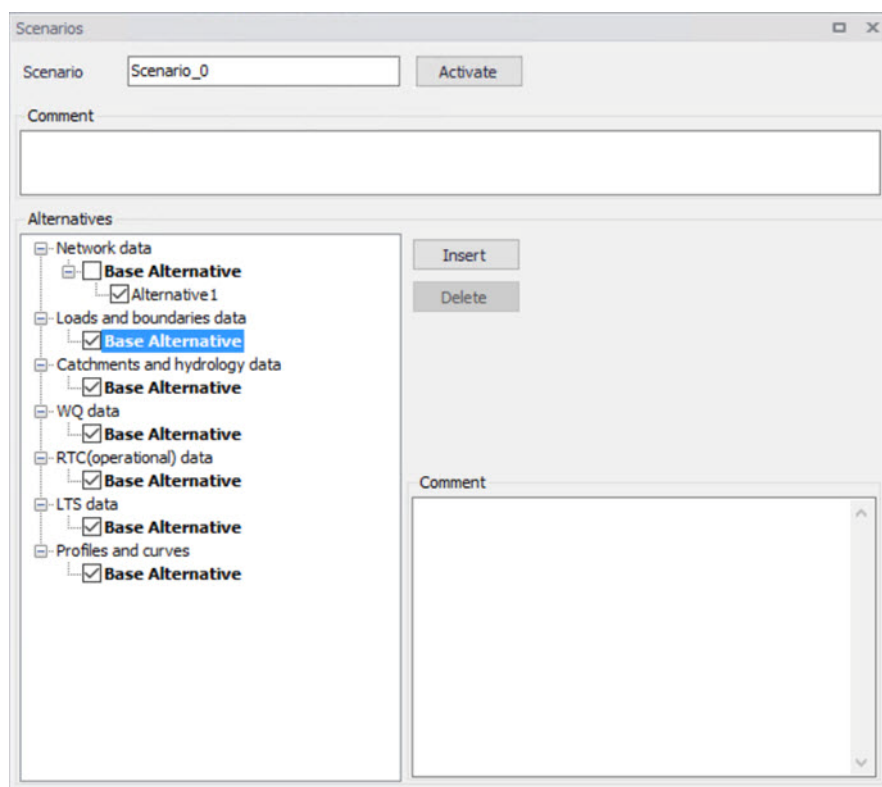 Scenarios
Scenario Scenario_0 Activate
Comment
Alternatives
Network data
Base Alternative
Alternative1
Loads and boundaries data
Base Alternative
Catchments and hydrology data
Base Alternative
WQ data
Base Alternative
RTC(operational) data
Base Alternative
LTS data
Base Alternative
Profiles and curves
Base Alternative
Insert
Delete
Comment